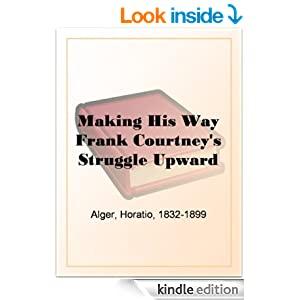 Look inside
Making His Way
Frank Courtney's
Struggle Upward
Alger, Horatio, 1832-1899
kindle edition